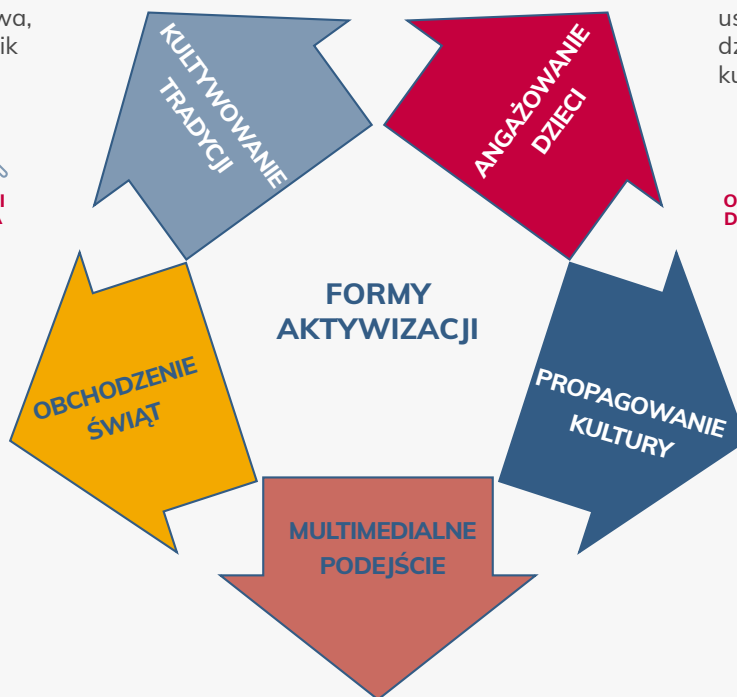 KULTYWOWANIE
TRADYCJI
ANGAŻOWANIE
DZIECI
FORMY
AKTYWIZACJI
OBCHODZENIE
ŚWIĄT
PROPAGOWANIE
KULTURY
MULTIMEDIALNE
PODEJŚCIE